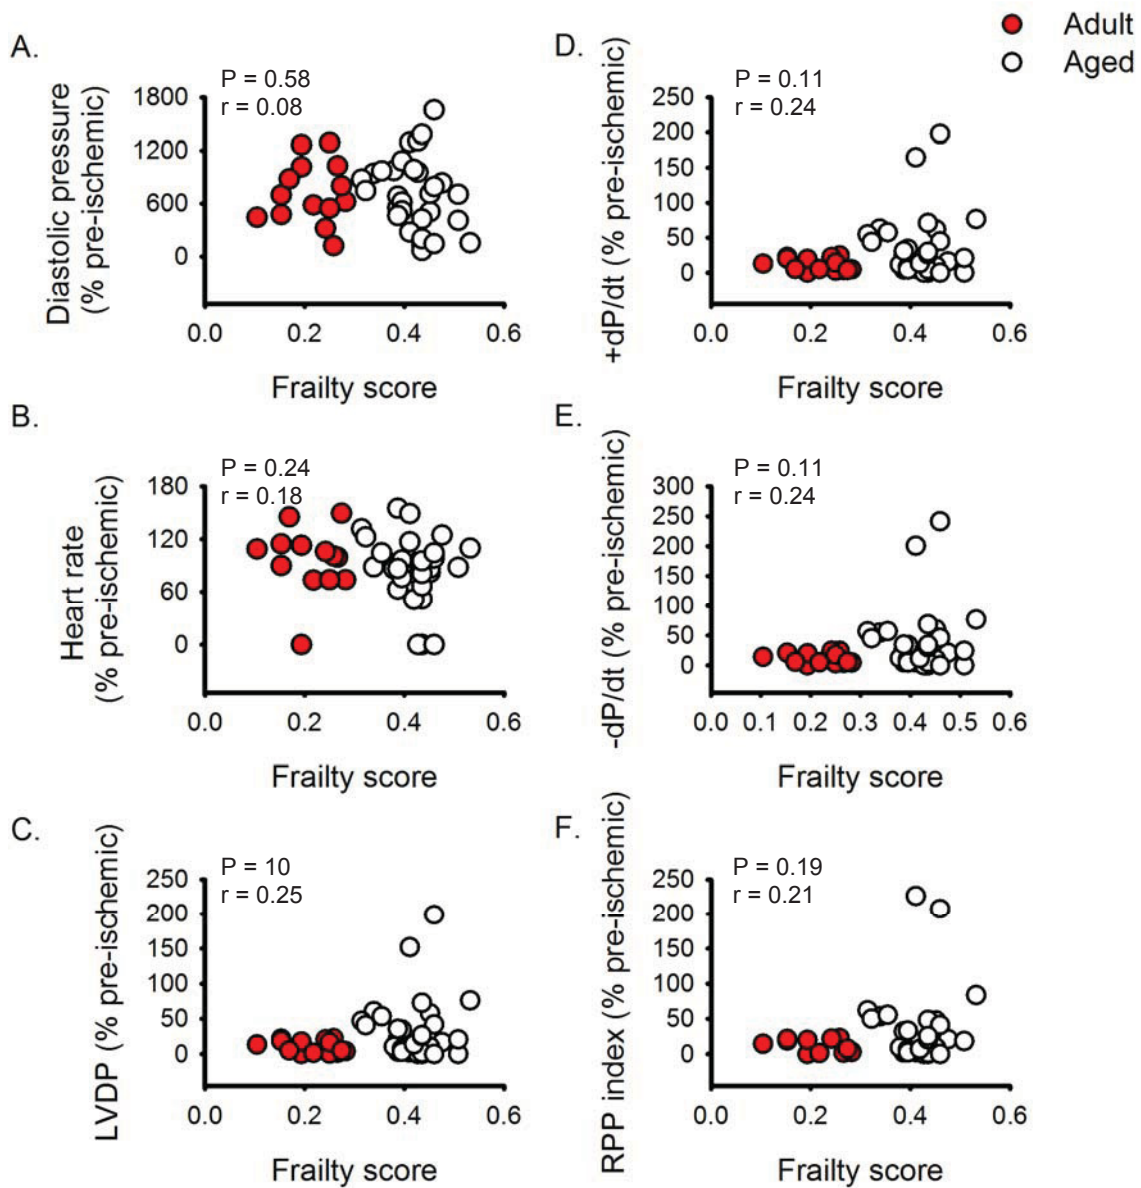 Adult
Aged
A.
P = 0.58
r = 0.08
Diastolic pressure
(% pre-ischemic)
1800
1200
600
0
0.0 0.2 0.4 0.6
Frailty score
B.
P = 0.24
r = 0.18
Heart rate
(% pre-ischemic)
180
120
60
0
0.0 0.2 0.4 0.6
Frailty score
C.
P = 10
r = 0.25
LVDP (% pre-ischemic)
250
200
150
100
50
0
0.0 0.2 0.4 0.6
Frailty score
D.
P = 0.11
r = 0.24
+dP/dt (% pre-ischemic)
250
200
150
100
50
0
0.0 0.2 0.4 0.6
Frailty score
E.
P = 0.11
r = 0.24
-dP/dt (% pre-ischemic)
300
250
200
150
100
50
0
0.0 0.1 0.2 0.3 0.4 0.5 0.6
Frailty score
F.
P = 0.19
r = 0.21
RPP index (% pre-ischemic)
250
200
150
100
50
0
0.0 0.2 0.4 0.6
Frailty score